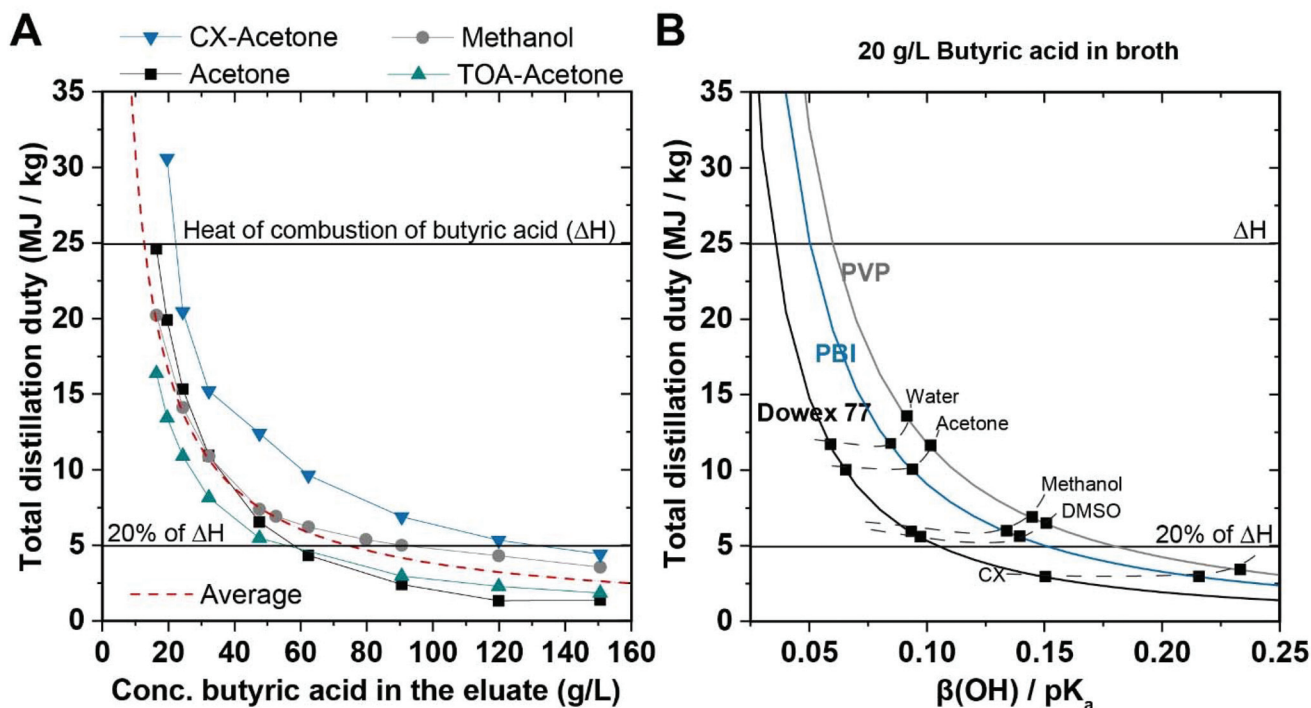 A
CX-Acetone
Methanol
Acetone
TOA-Acetone
Total distillation duty (MJ / kg)
35
30
25
20
15
10
5
0
Heat of combustion of butyric acid (ΔH)
20% of ΔH
Average
0 20 40 60 80 100 120 140 160
Conc. butyric acid in the eluate (g/L)
B
20 g/L Butyric acid in broth
Total distillation duty (MJ / kg)
35
30
25
20
15
10
5
0
ΔH
PVP
PBI
Dowex 77
Water
Acetone
Methanol
DMSO
20% of ΔH
CX
0.05 0.10 0.15 0.20 0.25
β(OH) / pKₐ